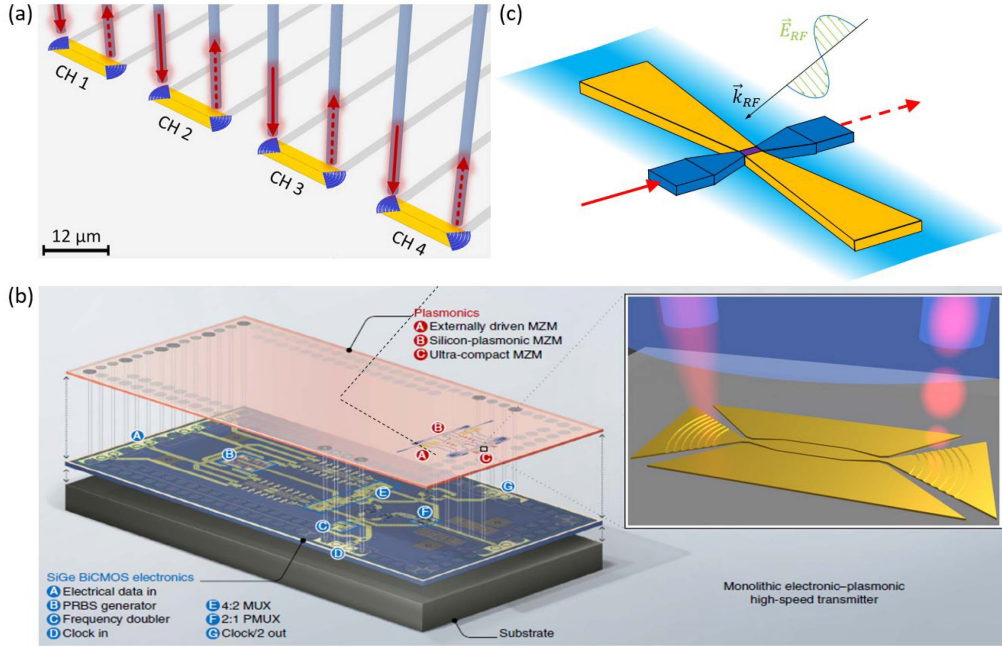 (a)
CH 1
CH 2
CH 3
CH 4
12 μm
(c)
E⃗RF
k⃗RF
(b)
Plasmonics
A Externally driven MZM
B Silicon-plasmonic MZM
C Ultra-compact MZM
A
B
A
B
C
E
G
F
C
D
SiGe BiCMOS electronics
A Electrical data in
B PRBS generator
C Frequency doubler
D Clock in
E 4:2 MUX
F 2:1 PMUX
G Clock/2 out
Substrate
Monolithic electronic–plasmonic
high-speed transmitter